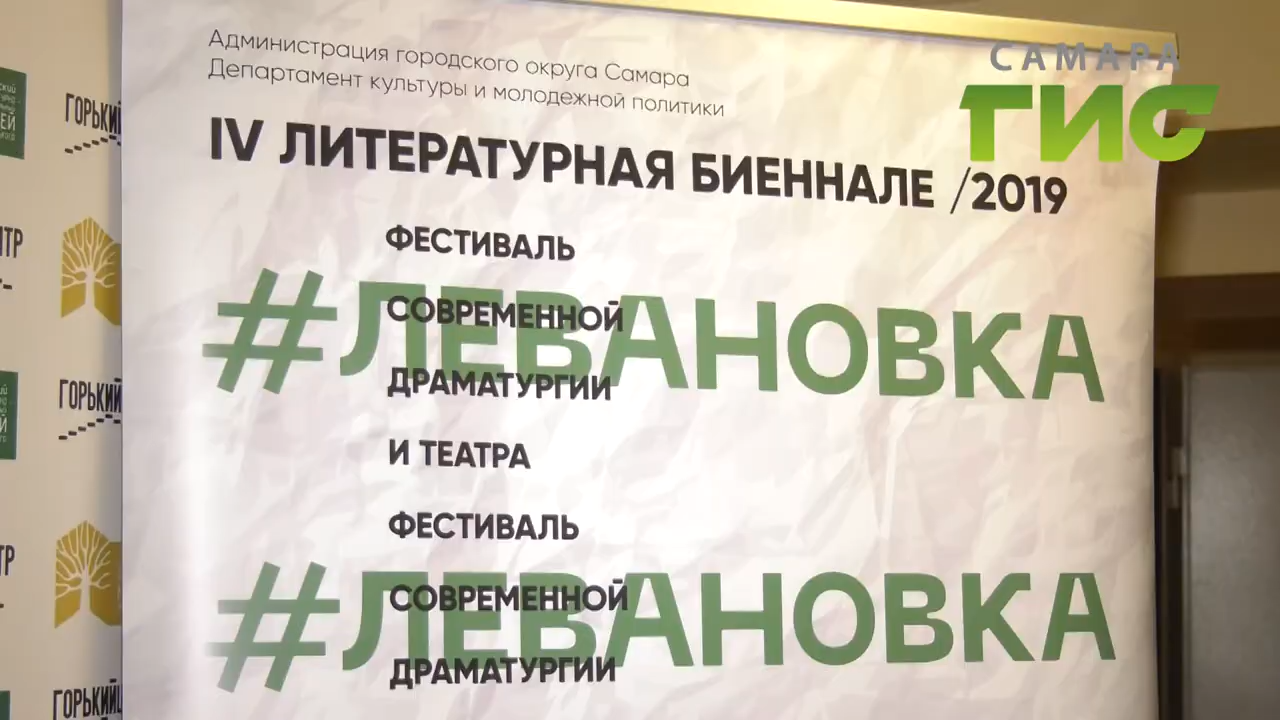 Администрация городского округа Самара
Департамент культуры и молодежной политики
IV ЛИТЕРАТУРНАЯ БИЕННАЛЕ /2019
ФЕСТИВАЛЬ
СОВРЕМЕННОЙ
#ЛЕВАНОВКА
ДРАМАТУРГИИ
И ТЕАТРА
ФЕСТИВАЛЬ
СОВРЕМЕННОЙ
#ЛЕВАНОВКА
ДРАМАТУРГИИ
САМАРА
ГИС
ГОРЬКИЙ
ГОРЬКИЙ
ГОРЬКИЙ